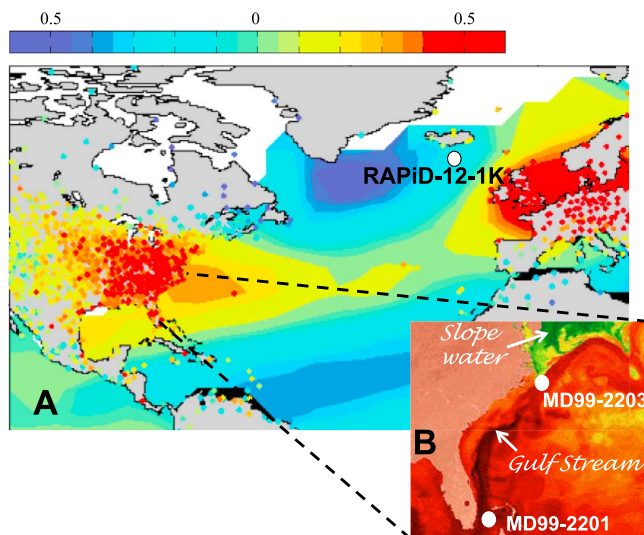 0.5 0 0.5
RAPiD-12-1K
A
Slope
water
MD99-2203
B
Gulf Stream
MD99-2201